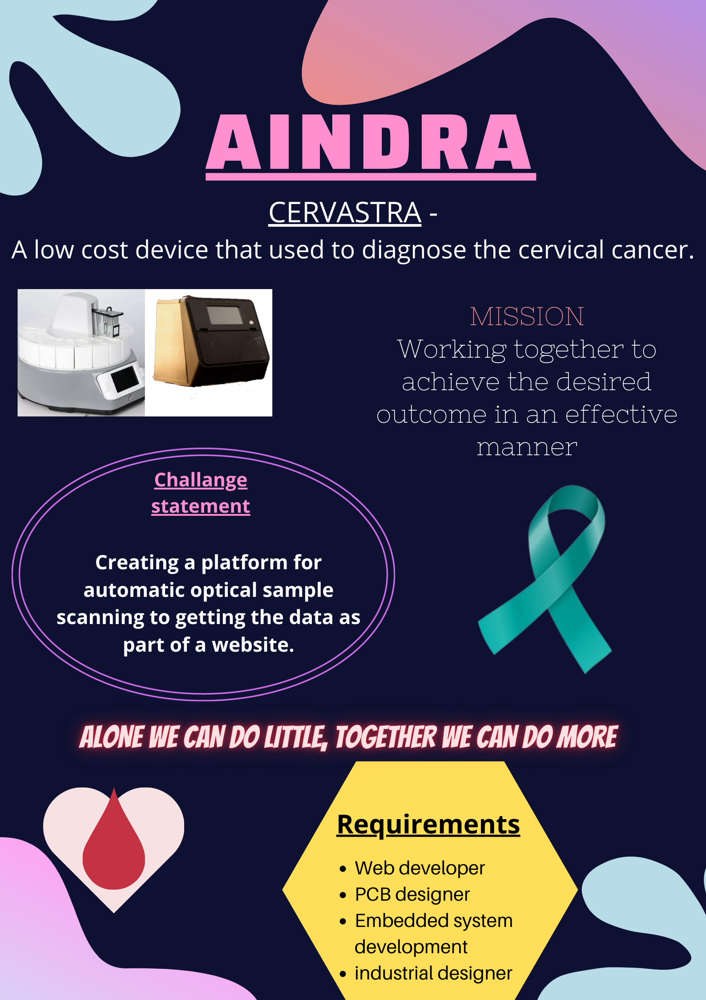 AINDRA
CERVASTRA -
A low cost device that used to diagnose the cervical cancer.
MISSION
Working together to
achieve the desired
outcome in an effective
manner
Challange
statement
Creating a platform for
automatic optical sample
scanning to getting the data as
part of a website.
ALONE WE CAN DO LITTLE, TOGETHER WE CAN DO MORE
Requirements
• Web developer
• PCB designer
• Embedded system
development
• industrial designer